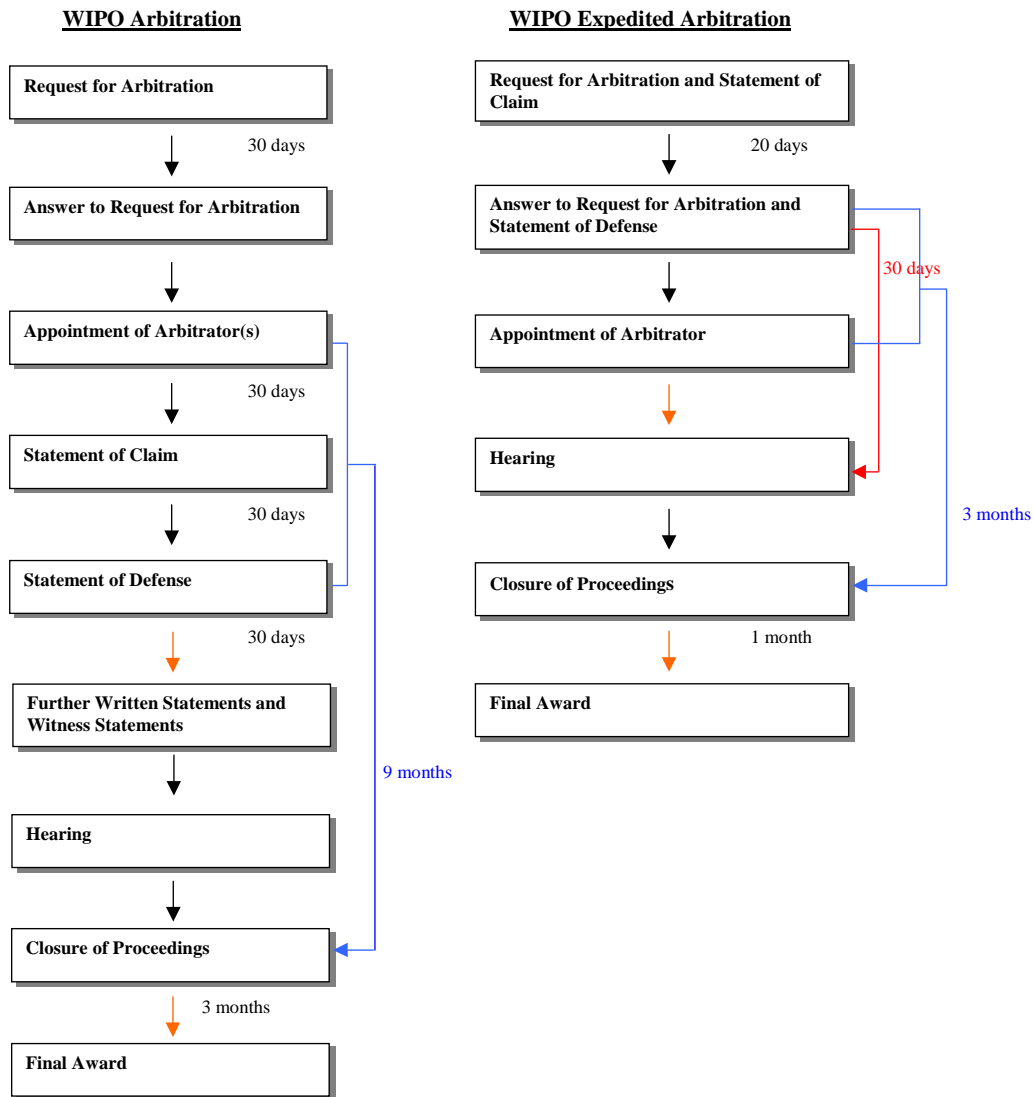 WIPO Arbitration
Request for Arbitration
30 days
Answer to Request for Arbitration
Appointment of Arbitrator(s)
30 days
Statement of Claim
30 days
Statement of Defense
30 days
Further Written Statements and
Witness Statements
9 months
Hearing
Closure of Proceedings
3 months
Final Award
WIPO Expedited Arbitration
Request for Arbitration and Statement of
Claim
20 days
Answer to Request for Arbitration and
Statement of Defense
30 days
Appointment of Arbitrator
Hearing
3 months
Closure of Proceedings
1 month
Final Award